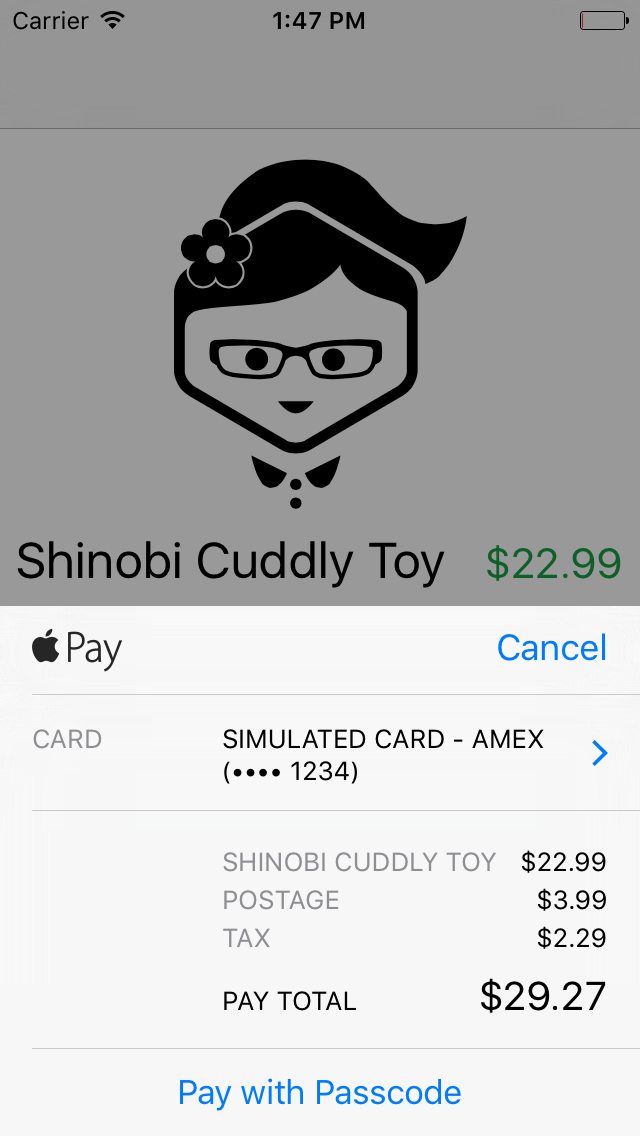 Carrier 1:47 PM
Shinobi Cuddly Toy $22.99
Pay Cancel
CARD SIMULATED CARD - AMEX
(•••• 1234)
SHINOBI CUDDLY TOY $22.99
POSTAGE $3.99
TAX $2.29
PAY TOTAL $29.27
Pay with Passcode